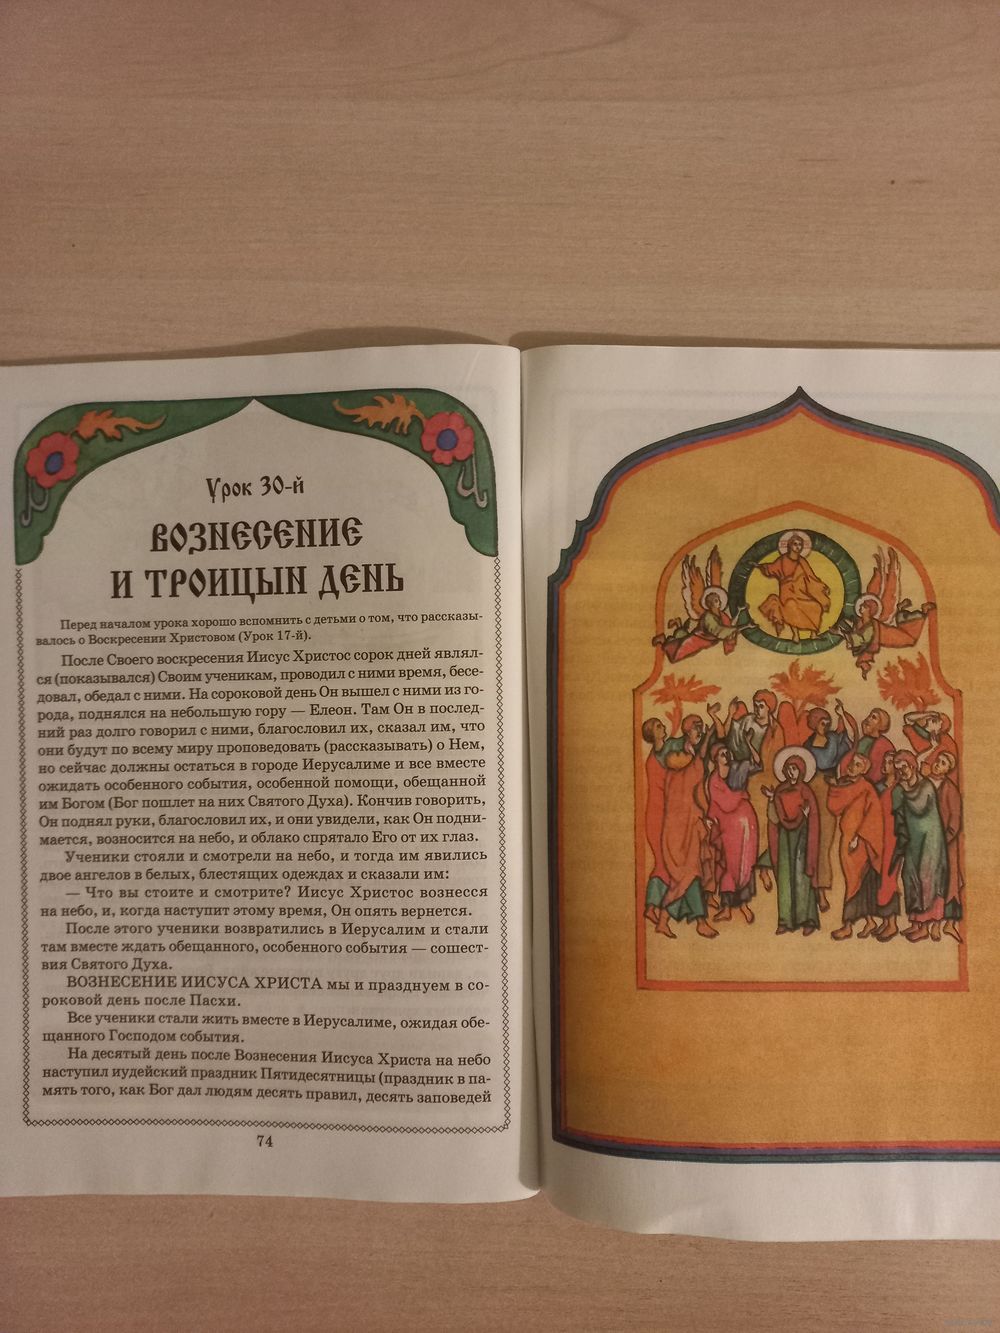 Урок 30-й
ВОЗНЕСЕНИЕ
И ТРОИЦЫН ДЕНЬ
Перед началом урока хорошо вспомнить с детьми о том, что рассказы-
валось о Воскресении Христовом (Урок 17-й).
После Своего воскресения Иисус Христос сорок дней являл-
ся (показывался) Своим ученикам, проводил с ними время, бесе-
довал, обедал с ними. На сороковой день Он вышел с ними из го-
рода, поднялся на небольшую гору — Елеон. Там Он в послед-
ний раз долго говорил с ними, благословил их, сказал им, что
они будут по всему миру проповедовать (рассказывать) о Нем,
но сейчас должны остаться в городе Иерусалиме и все вместе
ожидать особенного события, особенной помощи, обещанной
им Богом (Бог пошлет на них Святого Духа). Кончив говорить,
Он поднял руки, благословил их, и они увидели, как Он подни-
мается, возносится на небо, и облако спрятало Его от их глаз.
Ученики стояли и смотрели на небо, и тогда им явились
двое ангелов в белых, блестящих одеждах и сказали им:
— Что вы стоите и смотрите? Иисус Христос вознесся
на небо, и, когда наступит этому время, Он опять вернется.
После этого ученики возвратились в Иерусалим и стали
там вместе ждать обещанного, особенного события — сошест-
вия Святого Духа.
ВОЗНЕСЕНИЕ ИИСУСА ХРИСТА мы и празднуем в со-
роковой день после Пасхи.
Все ученики стали жить вместе в Иерусалиме, ожидая обе-
щанного Господом события.
На десятый день после Вознесения Иисуса Христа на небо
наступил иудейский праздник Пятидесятницы (праздник в па-
мять того, как Бог дал людям десять правил, десять заповедей
74